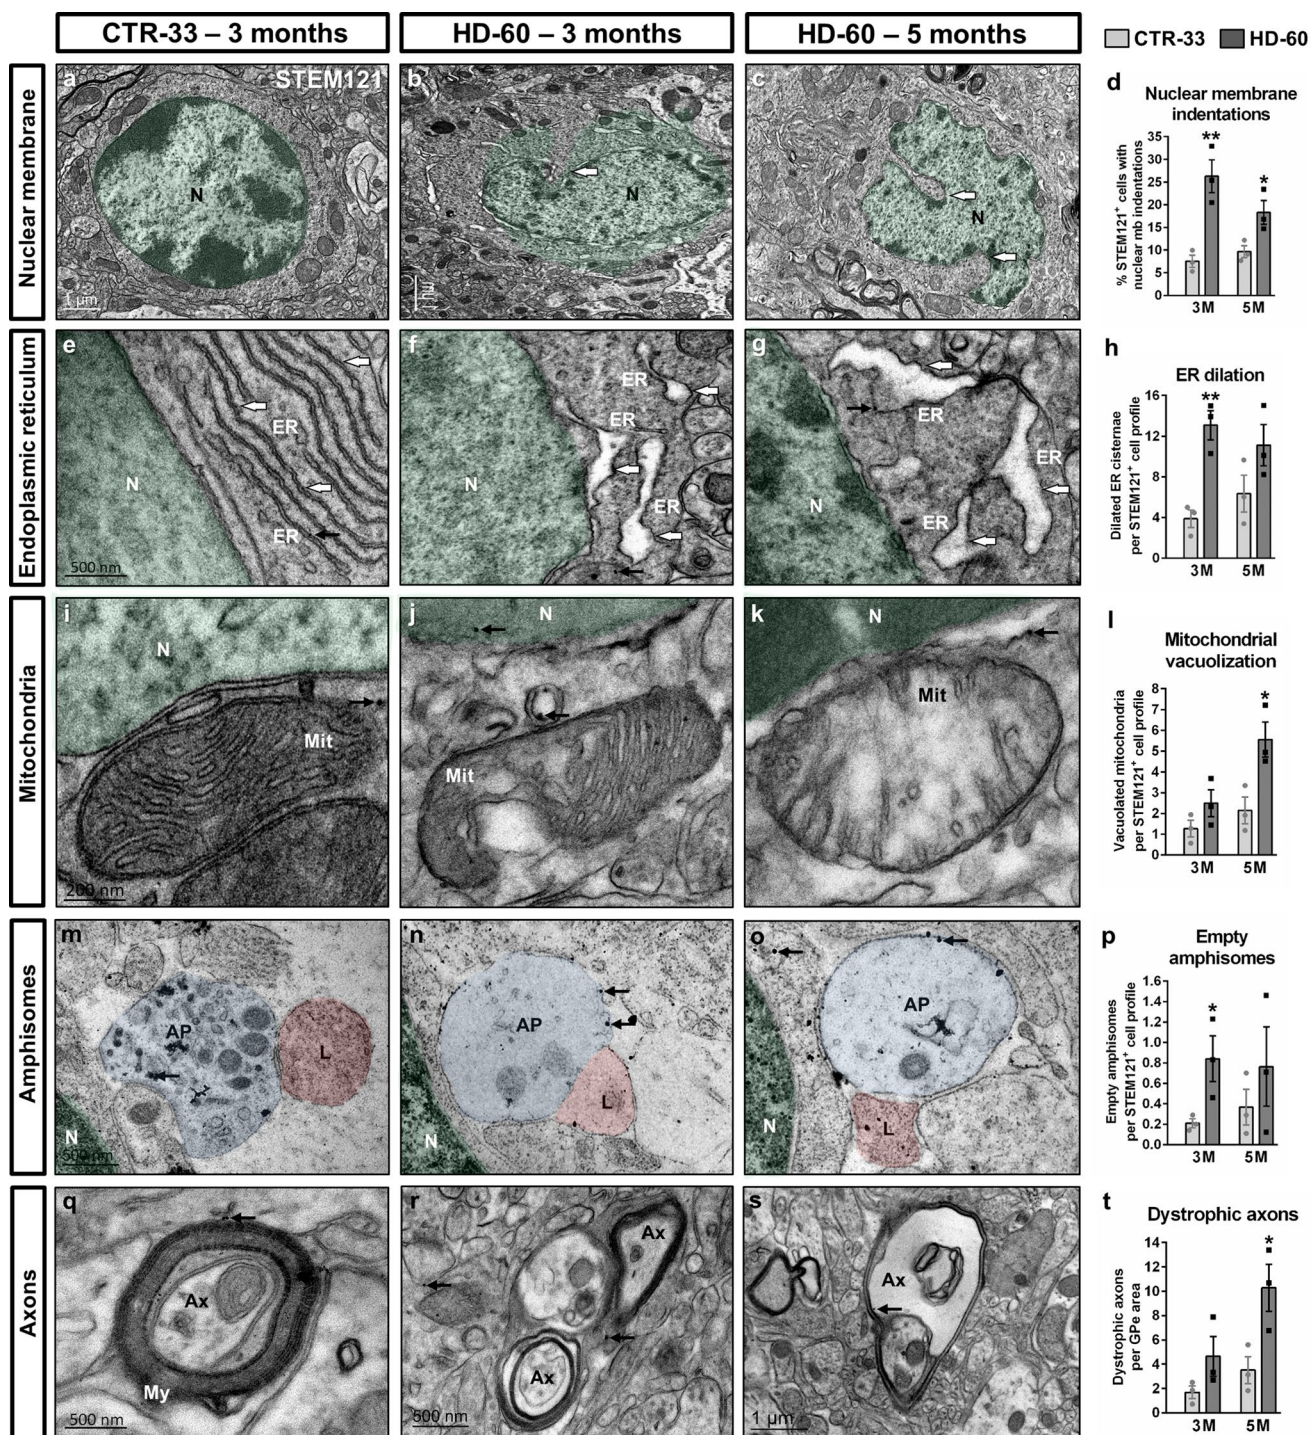 CTR-33 – 3 months
HD-60 – 3 months
HD-60 – 5 months
CTR-33 HD-60
Nuclear membrane
a
STEM121
N
1 µm
b
N
1 µm
c
N
d
Nuclear membrane
indentations
% STEM121+ cells with
nuclear mb indentations
35
30
25
20
15
10
5
0
**
*
3M 5M
Endoplasmic reticulum
e
N
ER
ER
500 nm
f
N
ER
ER
g
N
ER
ER
ER
h
ER dilation
Dilated ER cisternae
per STEM121+ cell profile
16
12
8
4
0
**
3M 5M
Mitochondria
i
N
Mit
200 nm
j
N
Mit
k
N
Mit
l
Mitochondrial
vacuolization
Vacuolated mitochondria
per STEM121+ cell profile
8
7
6
5
4
3
2
1
0
*
3M 5M
Amphisomes
m
AP
L
N
500 nm
n
AP
L
N
o
AP
L
N
p
Empty
amphisomes
Empty amphisomes
per STEM121+ cell profile
1.6
1.4
1.2
1.0
0.8
0.6
0.4
0.2
0.0
*
3M 5M
Axons
q
Ax
My
500 nm
r
Ax
Ax
500 nm
s
Ax
1 µm
t
Dystrophic axons
Dystrophic axons
per GPe area
14
12
10
8
6
4
2
0
*
3M 5M